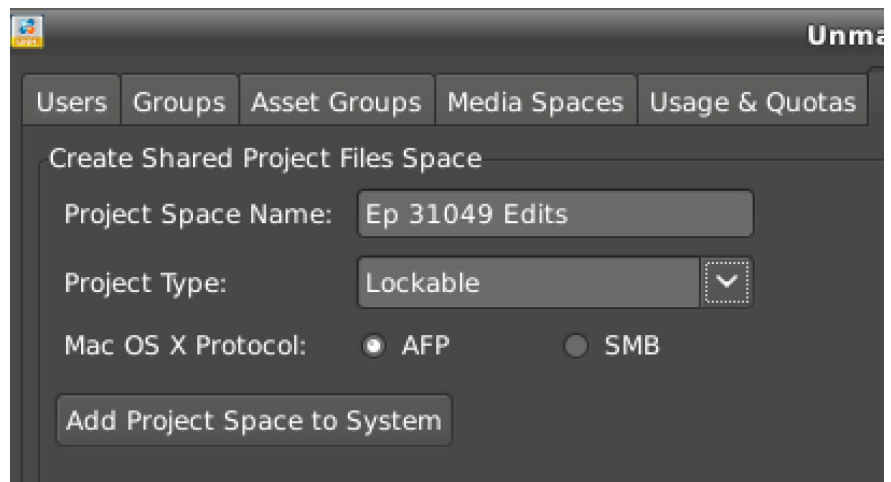 Unma
Users Groups Asset Groups Media Spaces Usage & Quotas
Create Shared Project Files Space
Project Space Name: Ep 31049 Edits
Project Type: Lockable
Mac OS X Protocol: AFP SMB
Add Project Space to System